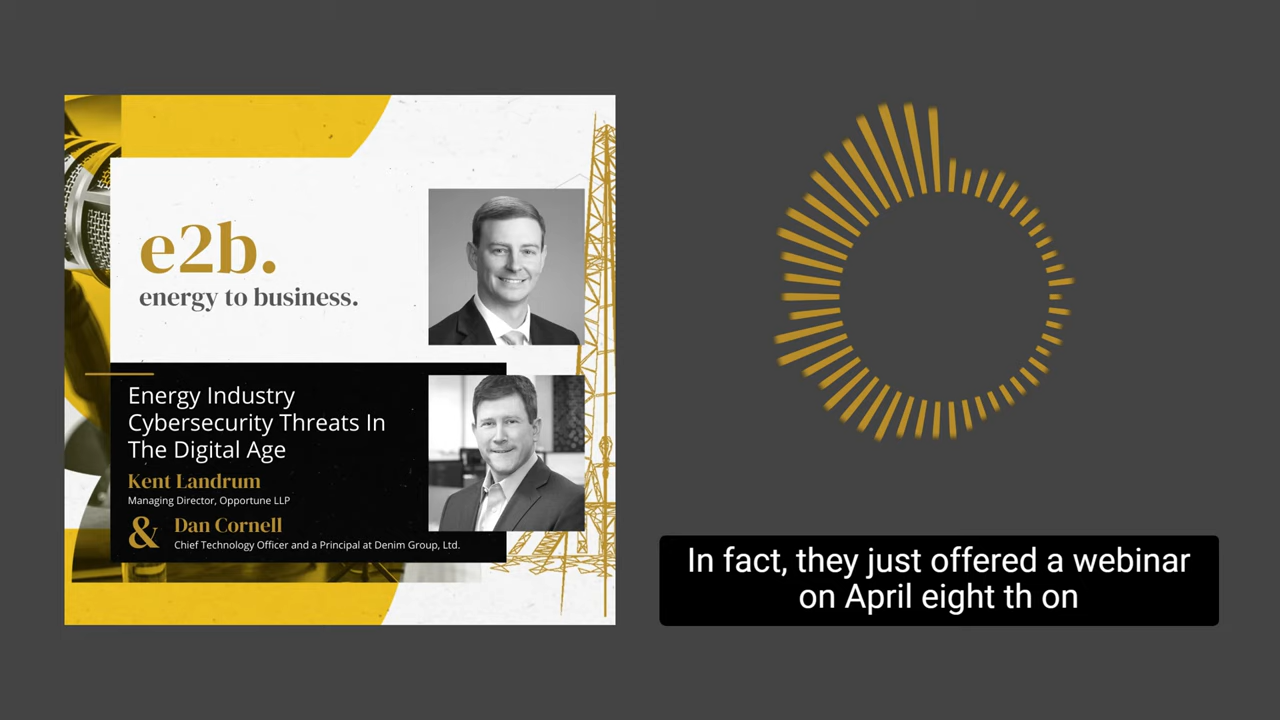 e2b.
energy to business.
Energy Industry
Cybersecurity Threats In
The Digital Age
Kent Landrum
Managing Director, Opportune LLP
& Dan Cornell
Chief Technology Officer and a Principal at Denim Group, Ltd.
In fact, they just offered a webinar
on April eight th on